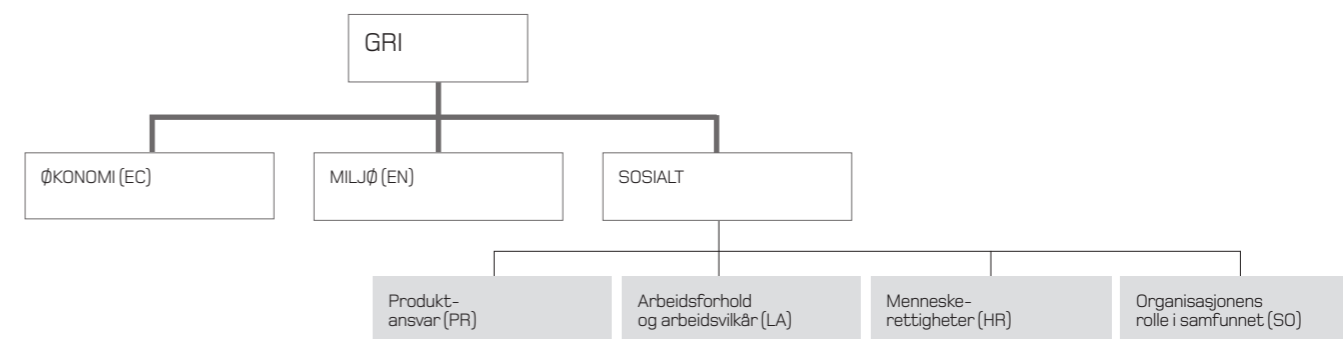 GRI
ØKONOMI (EC)
MILJØ (EN)
SOSIALT
Produkt-
ansvar (PR)
Arbeidsforhold
og arbeidsvilkår (LA)
Menneske-
rettigheter (HR)
Organisasjonens
rolle i samfunnet (SO)